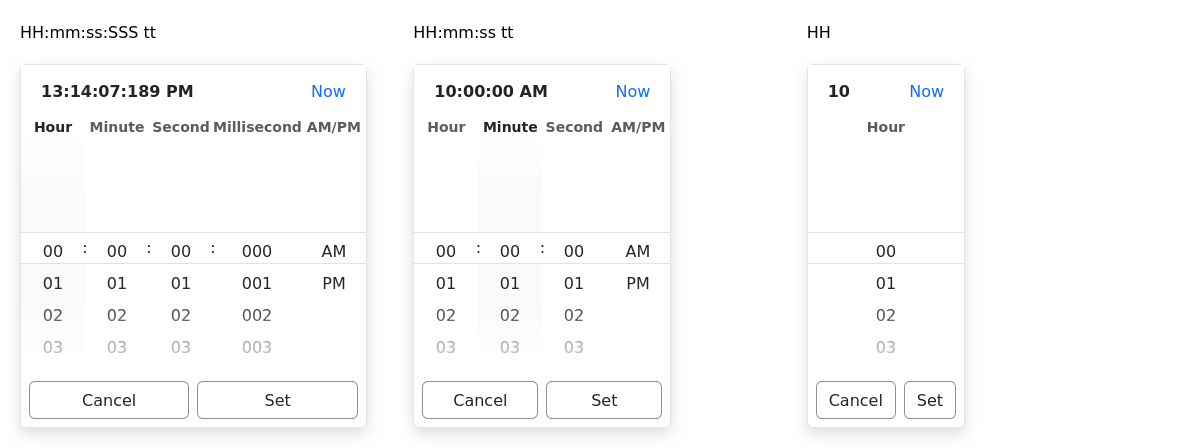 HH:mm:ss:SSS tt
13:14:07:189 PM Now
Hour Minute Second Millisecond AM/PM
00 : 00 : 00 : 000 AM
01 01 01 001 PM
02 02 02 002
03 03 03 003
Cancel Set
HH:mm:ss tt
10:00:00 AM Now
Hour Minute Second AM/PM
00 : 00 : 00 AM
01 01 01 PM
02 02 02
03 03 03
Cancel Set
HH
10 Now
Hour
00
01
02
03
Cancel Set